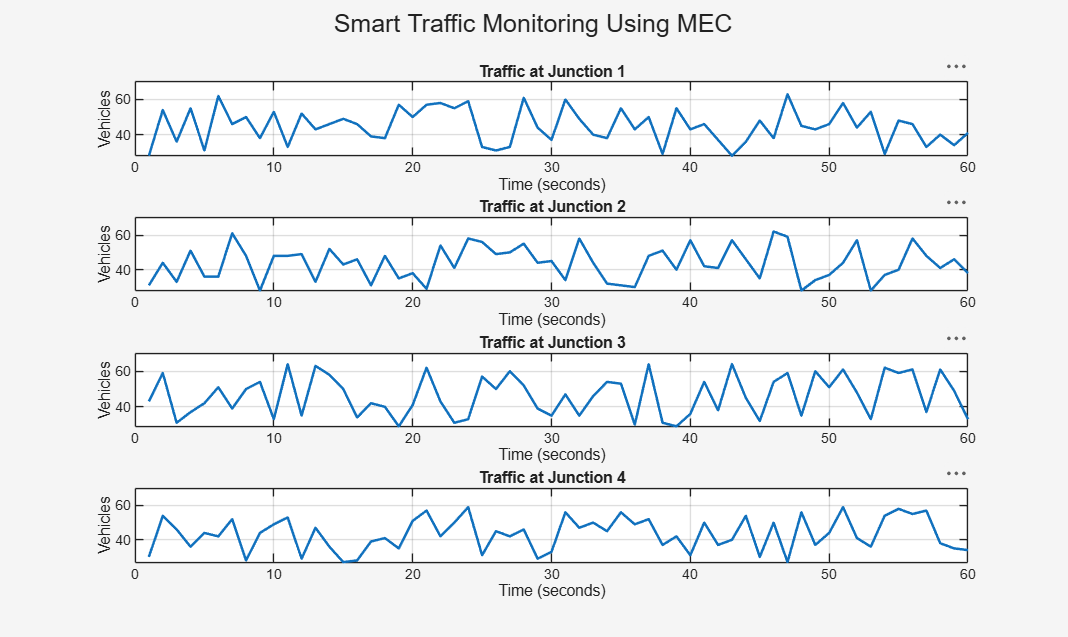 Smart Traffic Monitoring Using MEC
Traffic at Junction 1
Vehicles
60
40
0 10 20 30 40 50 60
Time (seconds)
Traffic at Junction 2
Vehicles
60
40
0 10 20 30 40 50 60
Time (seconds)
Traffic at Junction 3
Vehicles
60
40
0 10 20 30 40 50 60
Time (seconds)
Traffic at Junction 4
Vehicles
60
40
0 10 20 30 40 50 60
Time (seconds)